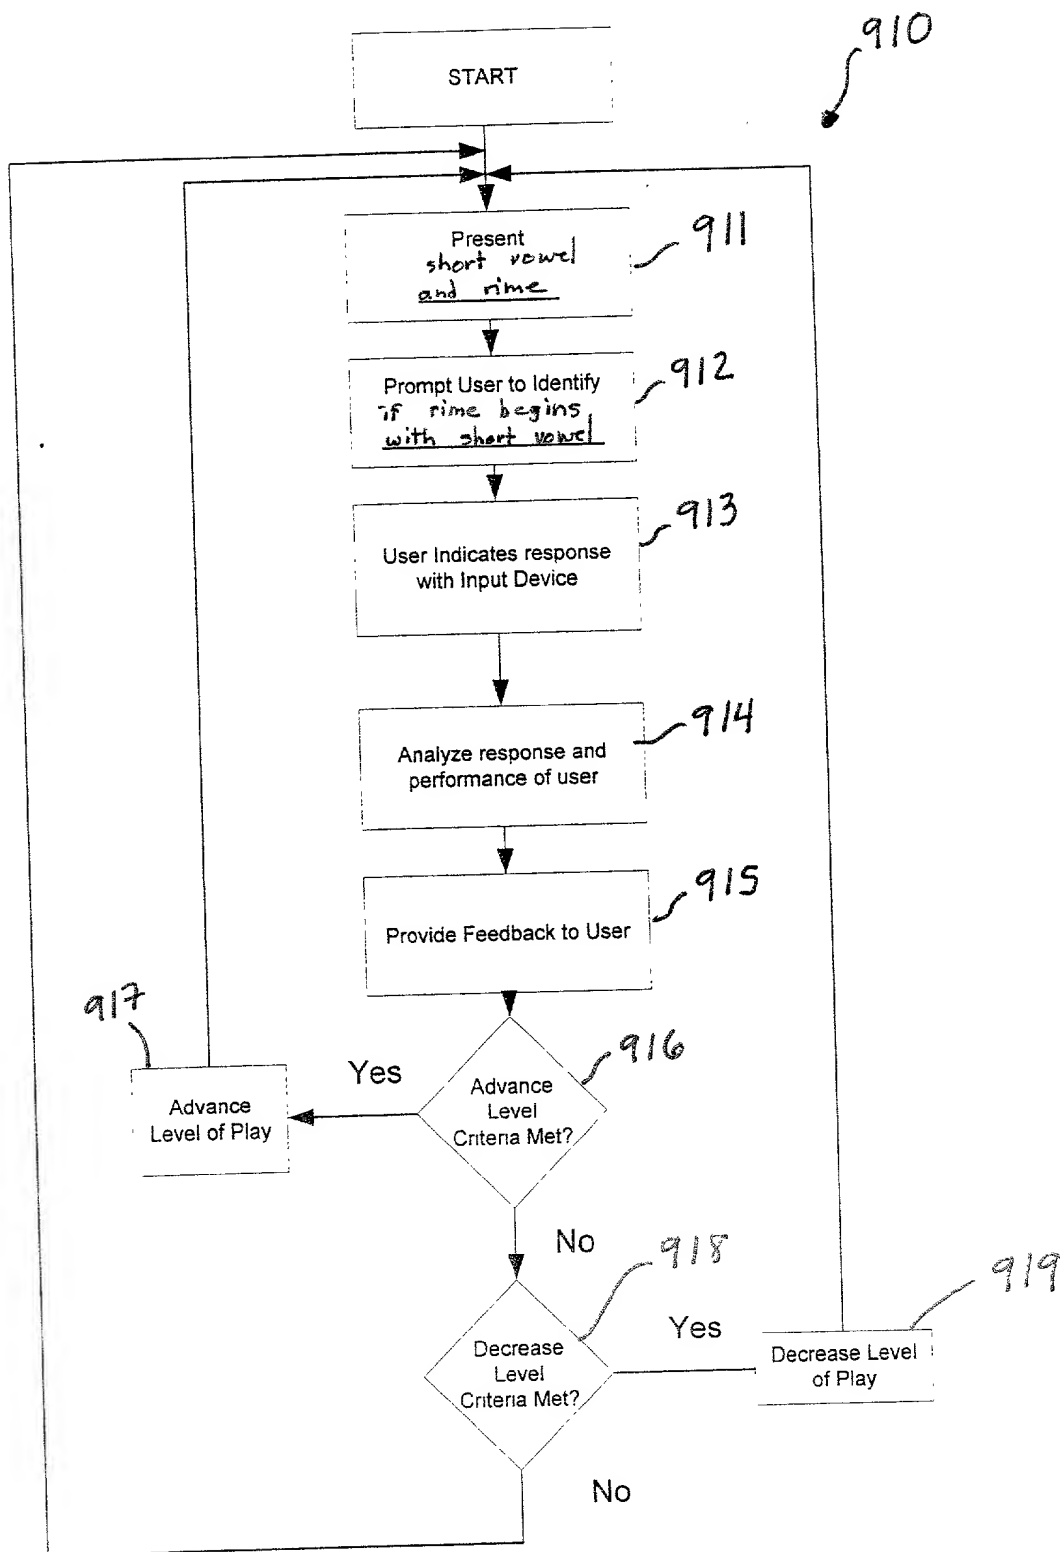 910
START
Present
short vowel
and rime
911
Prompt User to Identify
if rime begins
with short vowel
912
User Indicates response
with Input Device
913
Analyze response and
performance of user
914
Provide Feedback to User
915
Advance
Level
Criteria Met?
916
Yes
Advance
Level of Play
917
No
Decrease
Level
Criteria Met?
918
Yes
Decrease Level
of Play
919
No